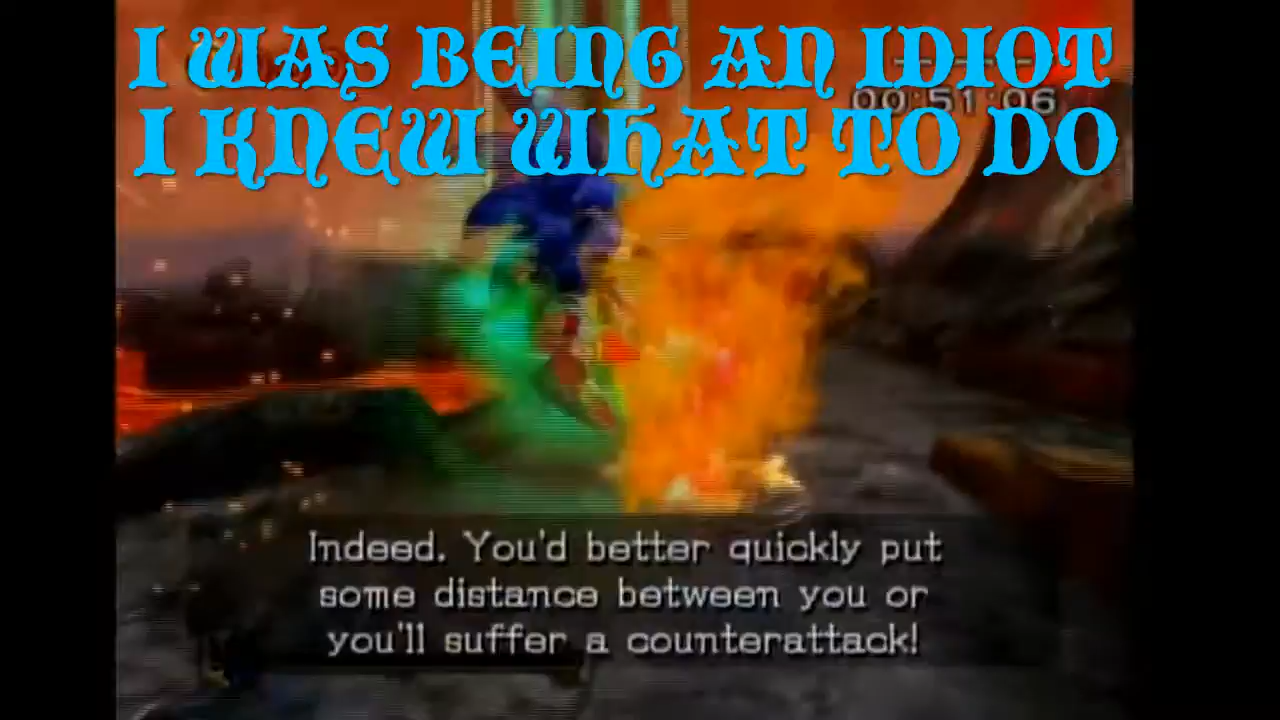 I WAS BEING AN IDIOT
00:51:06
I KNEW WHAT TO DO
Indeed. You'd better quickly put
some distance between you or
you'll suffer a counterattack!